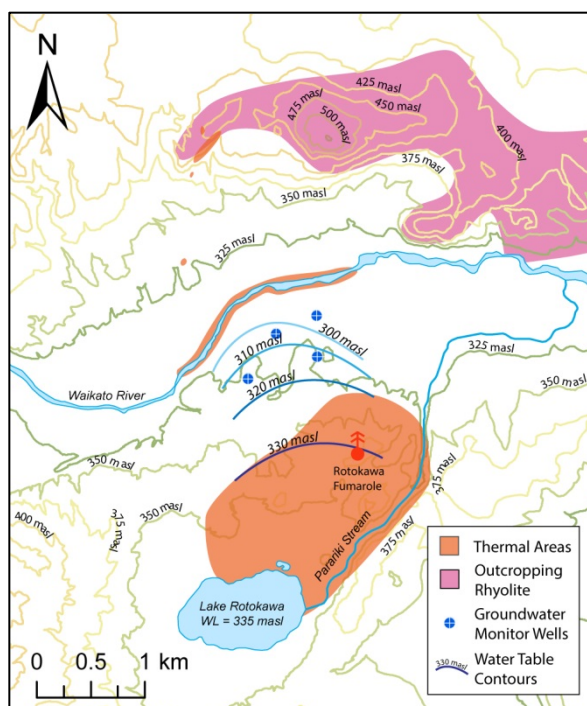 N
425 masl
475 masl
450 masl
500 masl
400 masl
375 masl
350 masl
325 masl
300 masl
310 masl
325 masl
Waikato River
320 masl
350 masl
330 masl
350 masl
Rotokawa
Fumarole
375 masl
350 masl
400 masl
375 masl
Parariki Stream
Lake Rotokawa
WL = 335 masl
0 0.5 1 km
Thermal Areas
Outcropping
Rhyolite
Groundwater
Monitor Wells
330 masl
Water Table
Contours